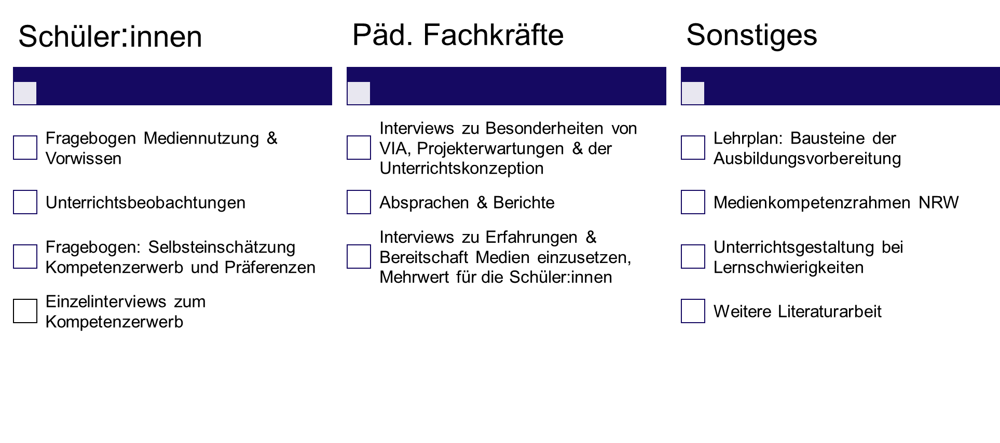 Schüler:innen
Fragebogen Mediennutzung &
Vorwissen
Unterrichtsbeobachtungen
Fragebogen: Selbsteinschätzung
Kompetenzerwerb und Präferenzen
Einzelinterviews zum
Kompetenzerwerb
Päd. Fachkräfte
Interviews zu Besonderheiten von
VIA, Projekterwartungen & der
Unterrichtskonzeption
Absprachen & Berichte
Interviews zu Erfahrungen &
Bereitschaft Medien einzusetzen,
Mehrwert für die Schüler:innen
Sonstiges
Lehrplan: Bausteine der
Ausbildungsvorbereitung
Medienkompetenzrahmen NRW
Unterrichtsgestaltung bei
Lernschwierigkeiten
Weitere Literaturarbeit